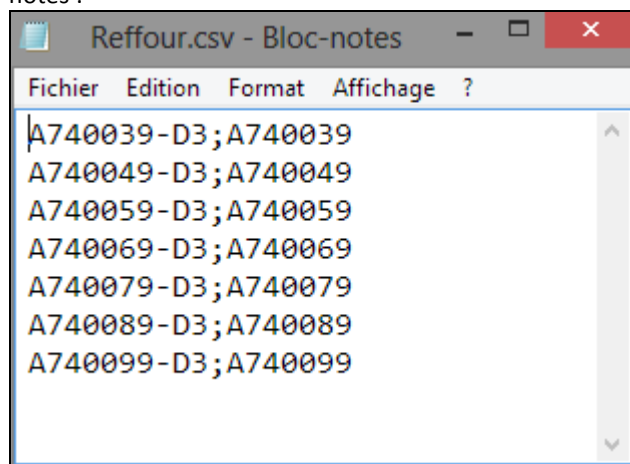 notes :
Reffour.csv - Bloc-notes
Fichier Edition Format Affichage ?
A740039-D3;A740039
A740049-D3;A740049
A740059-D3;A740059
A740069-D3;A740069
A740079-D3;A740079
A740089-D3;A740089
A740099-D3;A740099